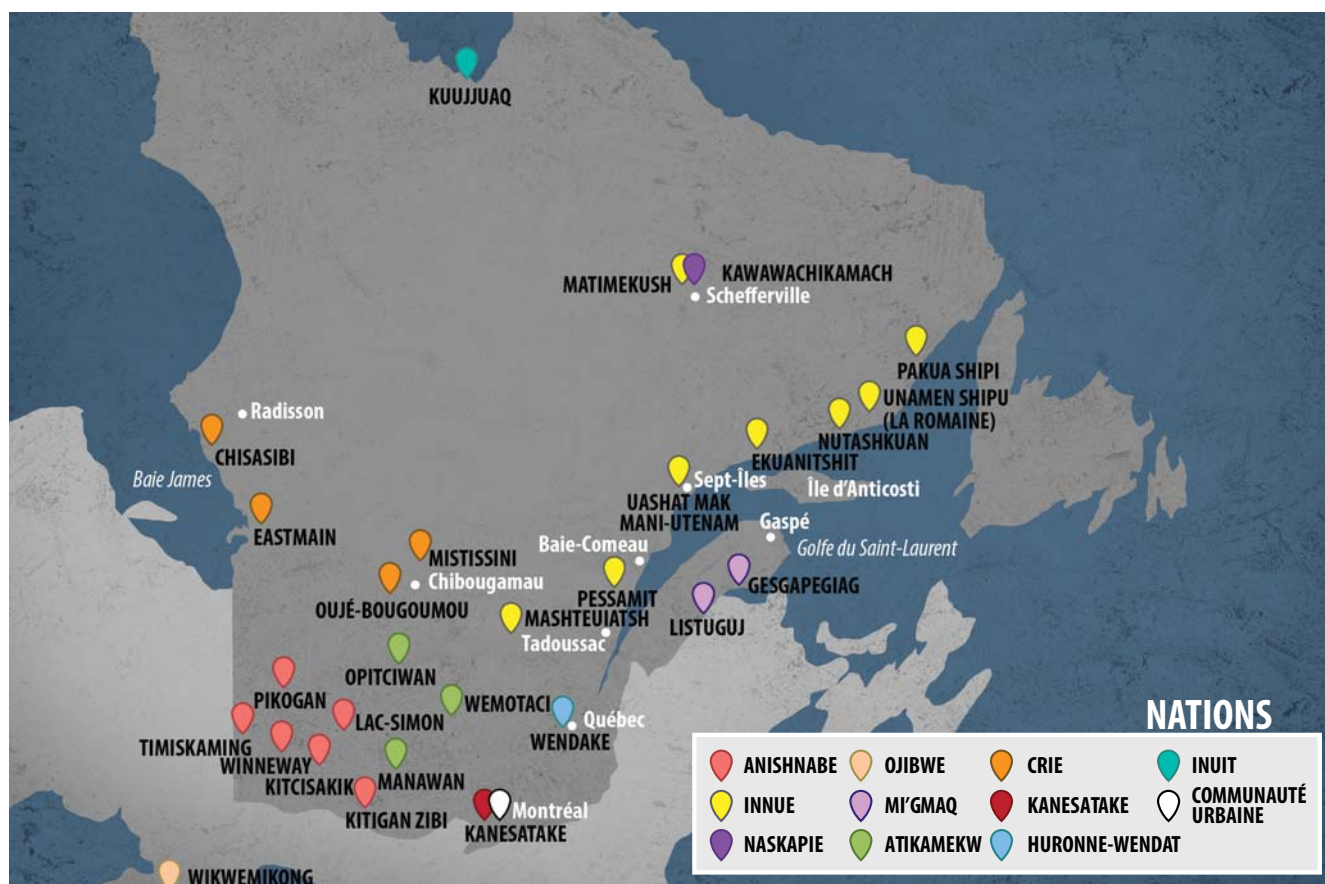 KUUJJUAQ
MATIMEKUSH
KAWAWACHIKAMACH
Schefferville
PAKUA SHIPI
UNAMEN SHIPU
(LA ROMAINE)
NUTASHKUAN
EKUANITSHIT
Radisson
CHISASIBI
Baie James
Sept-Îles
Île d'Anticosti
UASHAT MAK
MANI-UTENAM
EASTMAIN
Gaspé
Golfe du Saint-Laurent
Baie-Comeau
MISTISSINI
Chibougamau
GESGAPEGIAG
PESSAMIT
OUJÉ-BOUGOUMOU
MASHTEUIATSH
LISTUGUJ
Tadoussac
OPITCIWAN
PIKOGAN
WEMOTACI
LAC-SIMON
Québec
WENDAKE
TIMISKAMING
WINNEWAY
KITCISAKIK
MANAWAN
KITIGAN ZIBI
Montréal
KANESATAKE
WIKWEMIKONG
NATIONS
ANISHNABE
OJIBWE
CRIE
INUIT
INNUE
MI'GMAQ
KANESATAKE
COMMUNAUTÉ
URBAINE
NASKAPIE
ATIKAMEKW
HURONNE-WENDAT